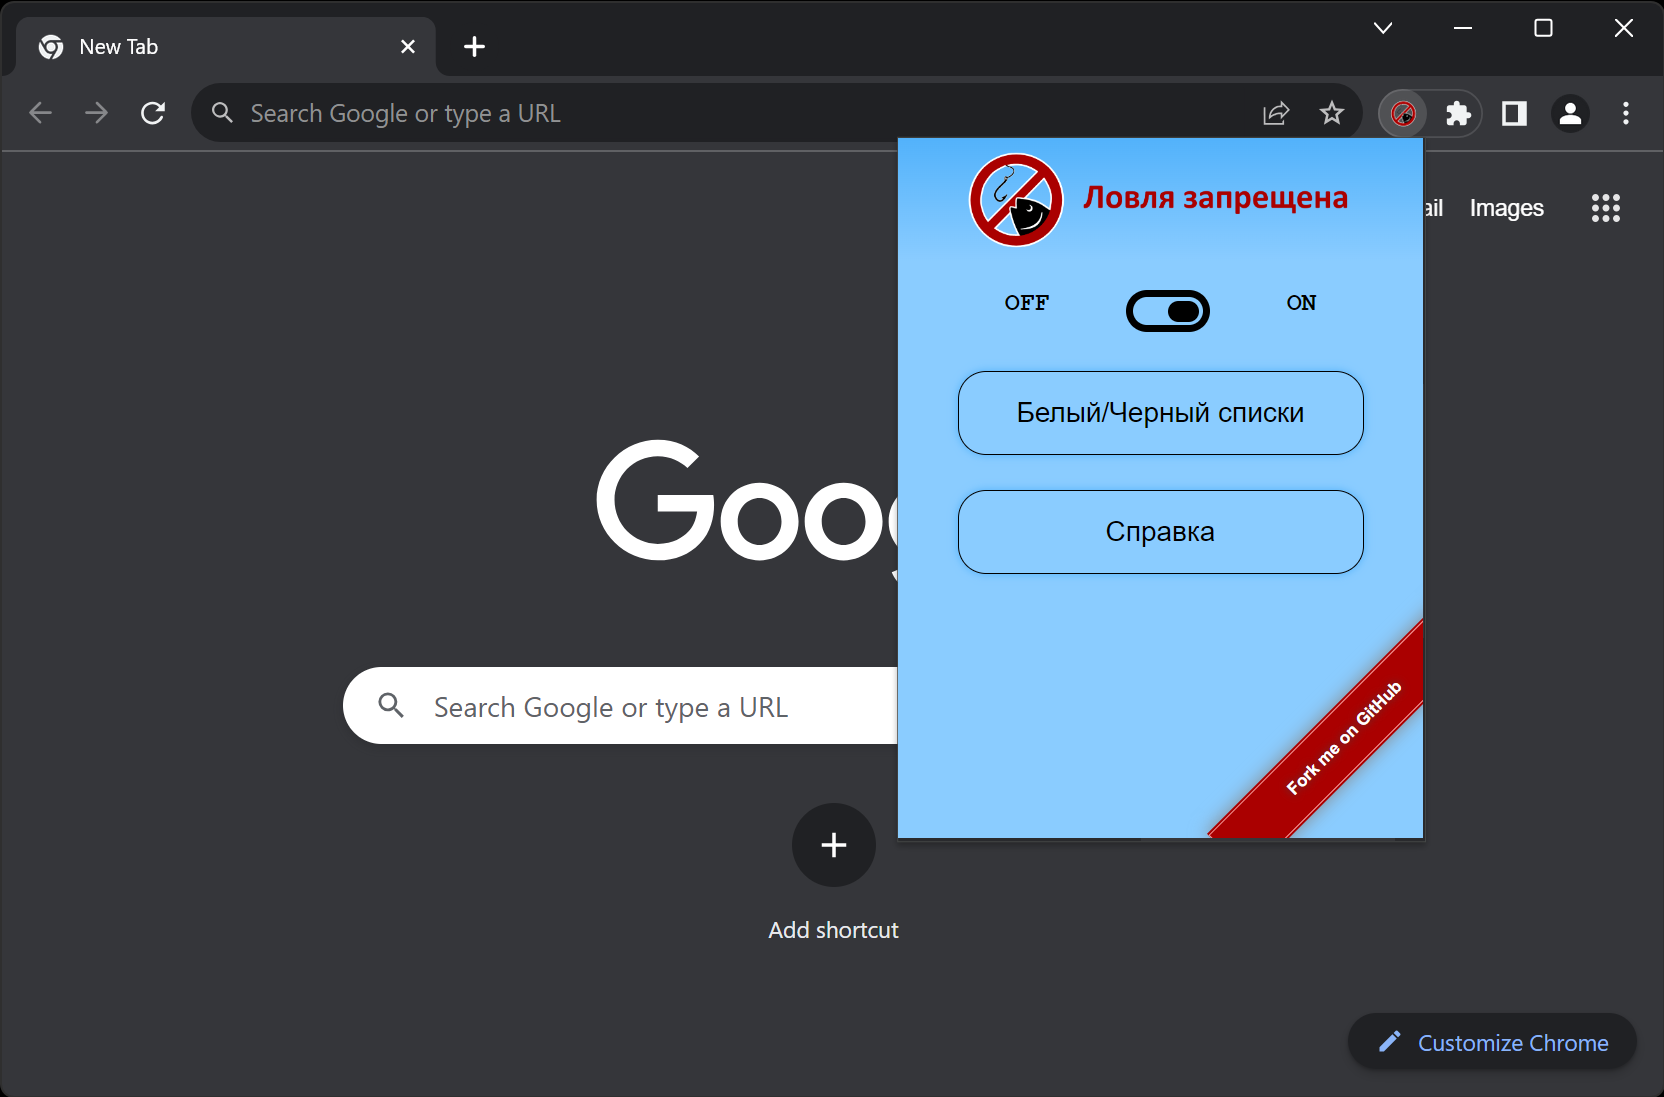 New Tab
Search Google or type a URL
Ловля запрещена
ail Images
OFF ON
Белый/Черный списки
Goo
Справка
Search Google or type a URL
Fork me on GitHub
Add shortcut
Customize Chrome